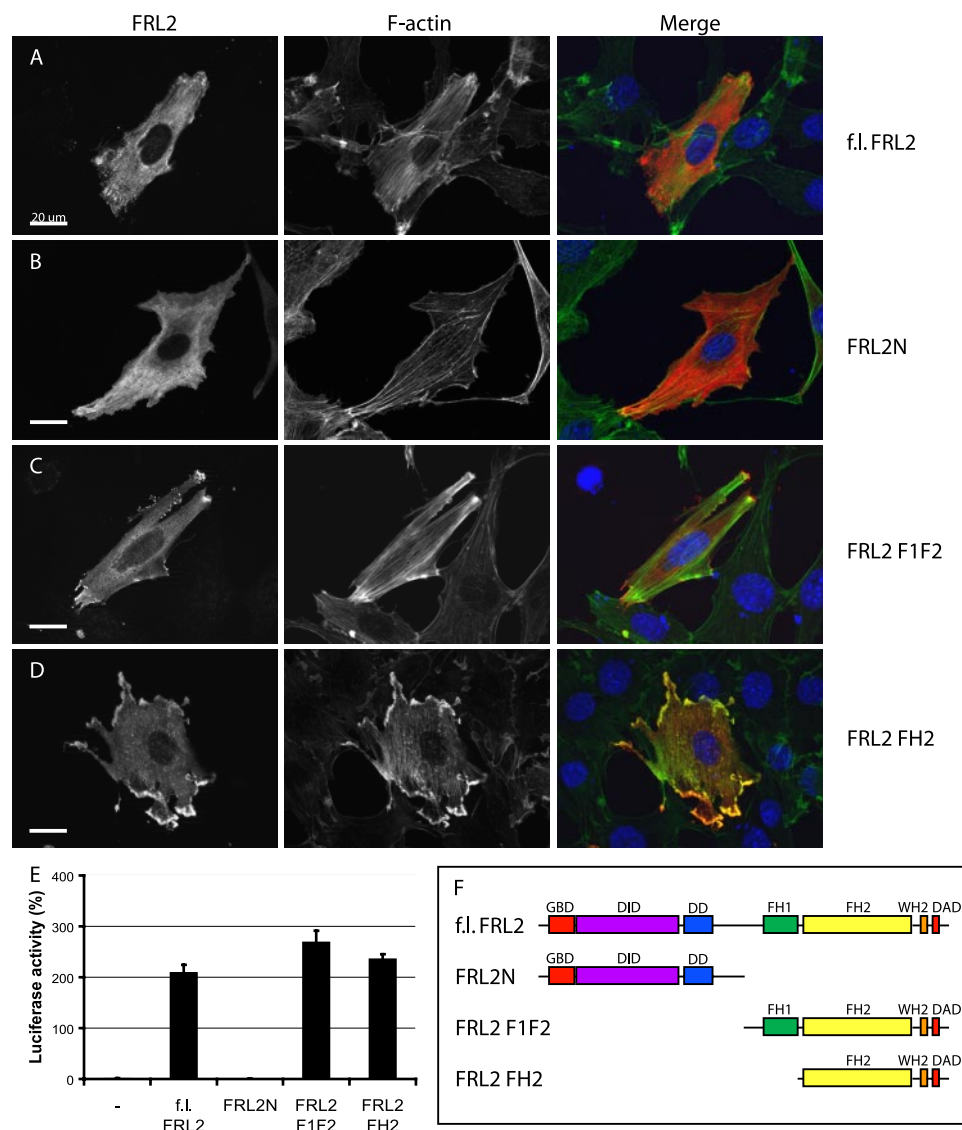 FRL2 F-actin Merge
A
20 um
f.l. FRL2
B
FRL2N
C
FRL2 F1F2
D
FRL2 FH2
E
Luciferase activity (%)
400
300
200
100
0
- f.l. FRL2N FRL2 FRL2
FRL2 F1F2 FH2
F
GBD DID DD FH1 FH2 WH2 DAD
f.l. FRL2
GBD DID DD
FRL2N
FH1 FH2 WH2 DAD
FRL2 F1F2
FH2 WH2 DAD
FRL2 FH2